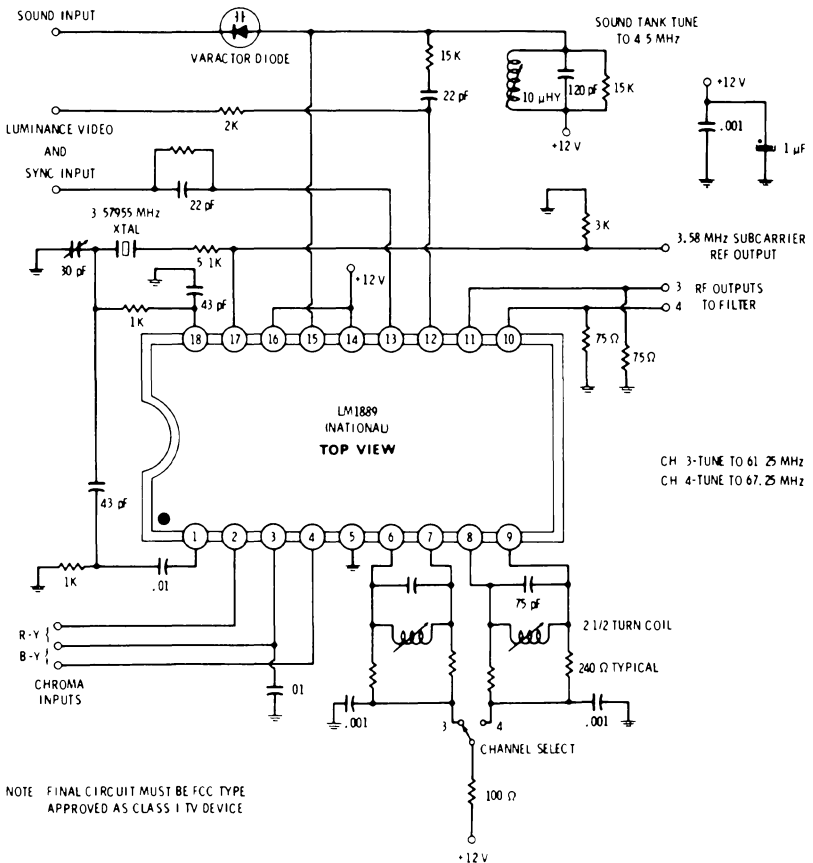 SOUND INPUT
VARACTOR DIODE
SOUND TANK TUNE
TO 4 5 MHz
15 K
22 pF
10 µHY
120 pF
15K
+12 V
+12 V
.001
1 µF
2K
LUMINANCE VIDEO
AND
SYNC INPUT
22 pF
3 57955 MHz
XTAL
30 pF
5 1K
3K
3.58 MHz SUBCARRIER
REF OUTPUT
43 pF
1K
+12V
3 RF OUTPUTS
4 TO FILTER
75 Ω
75Ω
18 17 16 15 14 13 12 11 10
LM1889
(NATIONAL)
TOP VIEW
CH 3-TUNE TO 61 25 MHz
CH 4-TUNE TO 67.25 MHz
43 pF
1 2 3 4 5 6 7 8 9
1K
.01
75 pF
2 1/2 TURN COIL
R-Y {
B-Y {
240 Ω TYPICAL
CHROMA
INPUTS
01
.001
.001
3 4
CHANNEL SELECT
NOTE FINAL CIRCUIT MUST BE FCC TYPE
APPROVED AS CLASS I TV DEVICE
100 Ω
+12 V